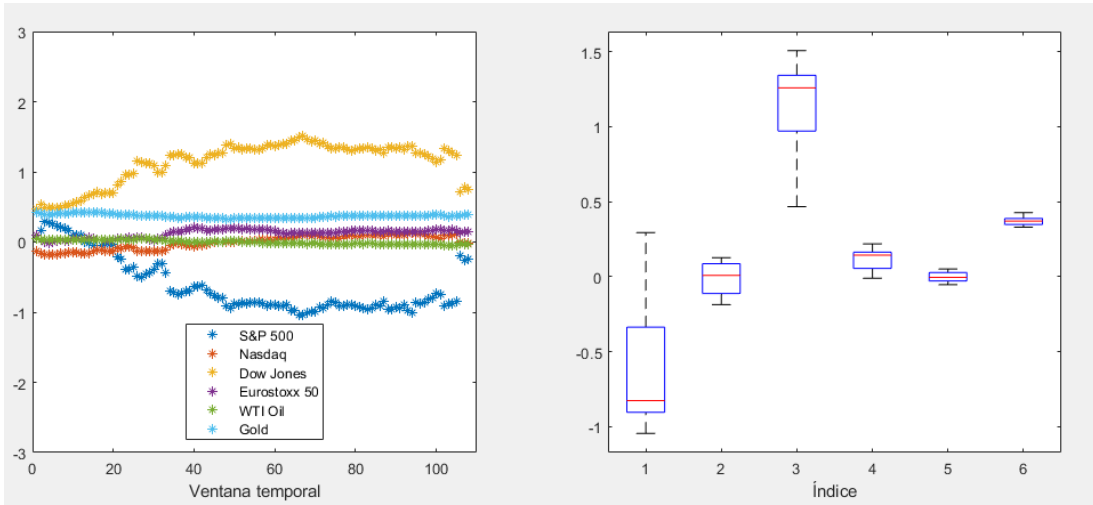 3
2
1
0
-1
-2
-3
0 20 40 60 80 100
Ventana temporal
S&P 500
Nasdaq
Dow Jones
Eurostoxx 50
WTI Oil
Gold
1.5
1
0.5
0
-0.5
-1
1 2 3 4 5 6
Índice